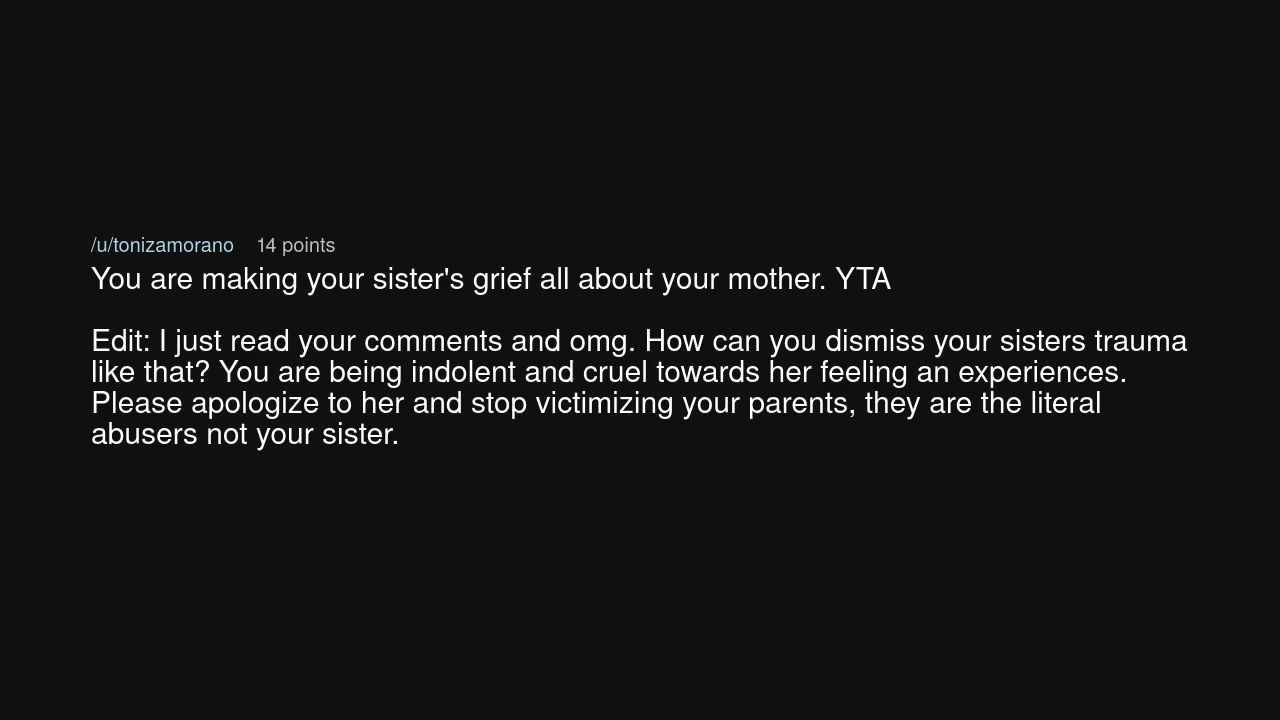 /u/tonizamorano 14 points
You are making your sister's grief all about your mother. YTA
Edit: I just read your comments and omg. How can you dismiss your sisters trauma
like that? You are being indolent and cruel towards her feeling an experiences.
Please apologize to her and stop victimizing your parents, they are the literal
abusers not your sister.